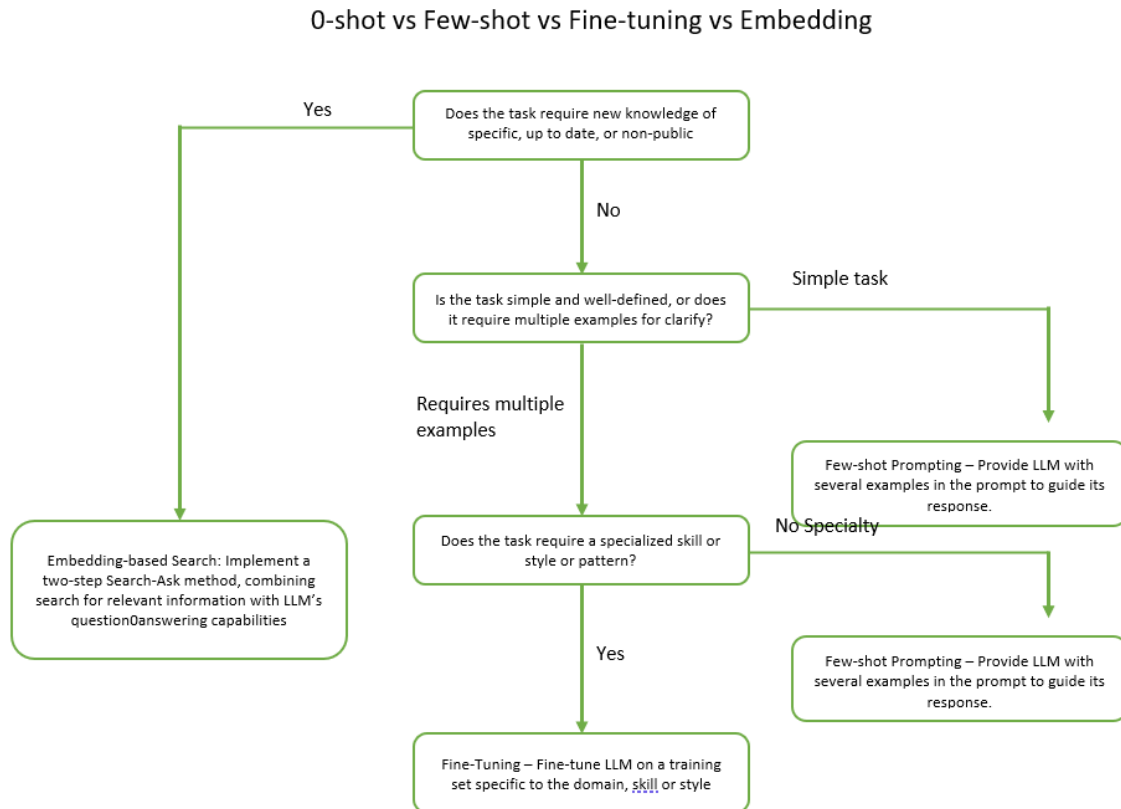 0-shot vs Few-shot vs Fine-tuning vs Embedding
Yes
Does the task require new knowledge of
specific, up to date, or non-public
No
Simple task
Is the task simple and well-defined, or does
it require multiple examples for clarify?
Requires multiple
examples
Few-shot Prompting – Provide LLM with
several examples in the prompt to guide its
response.
No Specialty
Does the task require a specialized skill or
style or pattern?
Embedding-based Search: Implement a
two-step Search-Ask method, combining
search for relevant information with LLM's
question0answering capabilities
Yes
Few-shot Prompting – Provide LLM with
several examples in the prompt to guide its
response.
Fine-Tuning – Fine-tune LLM on a training
set specific to the domain, skill or style